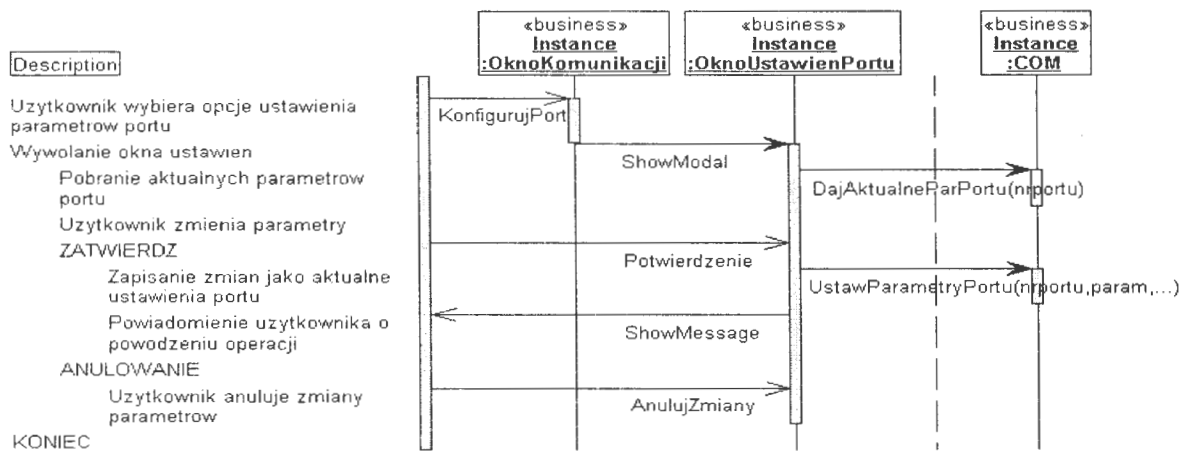 «business»
Instance
:OknoKomunikacji
«business»
Instance
:OknoUstawienPortu
«business»
Instance
:COM
Description
Uzytkownik wybiera opcje ustawienia
parametrow portu
Wywolanie okna ustawien
Pobranie aktualnych parametrow
portu
Uzytkownik zmienia parametry
ZATWIERDZ
Zapisanie zmian jako aktualne
ustawienia portu
Powiadomienie uzytkownika o
powodzeniu operacji
ANULOWANIE
Uzytkownik anuluje zmiany
parametrow
KONIEC
KonfigurujPort
ShowModal
DajAktualneParPortu(nrportu)
Potwierdzenie
UstawParametryPortu(nrportu,param,...)
ShowMessage
AnulujZmiany